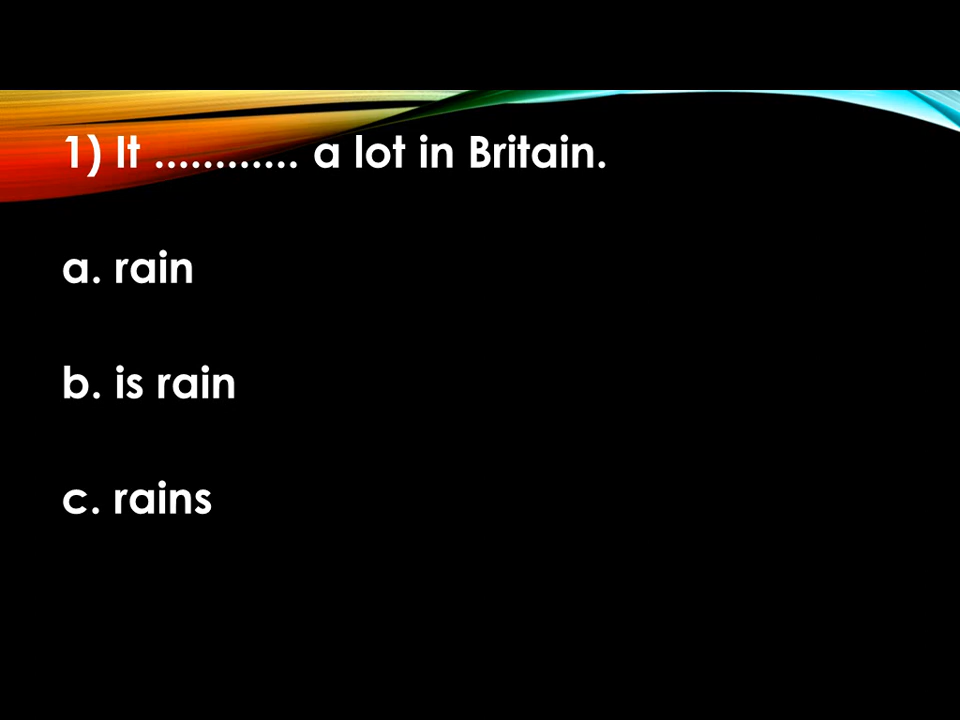 1) It ............ a lot in Britain.
a. rain
b. is rain
c. rains